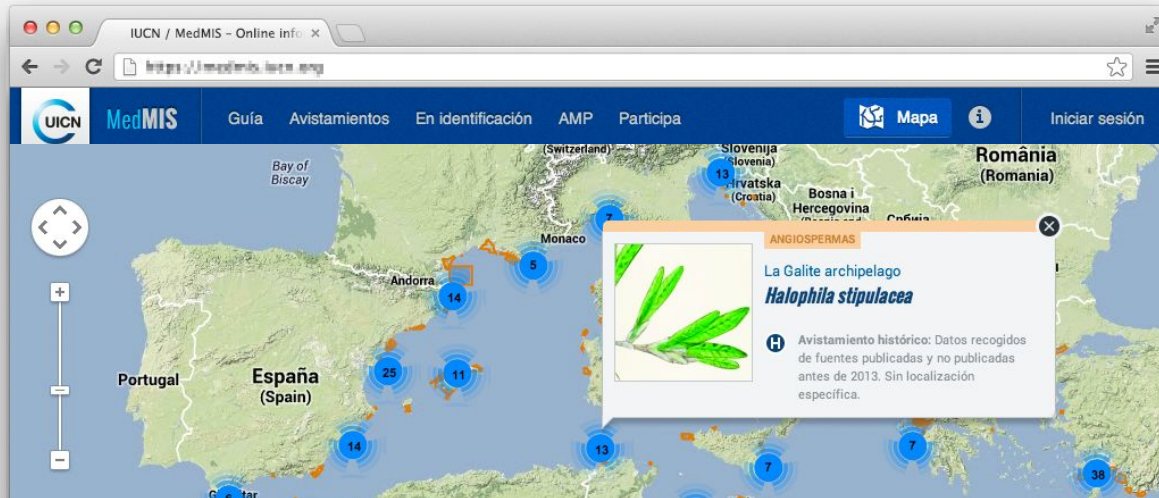 IUCN / MedMIS – Online info
UICN
MedMIS
Guía
Avistamientos
En identificación
AMP
Participa
Mapa
i
Iniciar sesión
(Switzerland)
Slovenija
(Slovenia)
România
(Romania)
Bay of
Biscay
13
Hrvatska
(Croatia)
Bosna i
Hercegovina
7
Monaco
5
Andorra
14
ANGIOSPERMAS
La Galite archipelago
Halophila stipulacea
H
Avistamiento histórico: Datos recogidos
de fuentes publicadas y no publicadas
antes de 2013. Sin localización
específica.
Portugal
España
(Spain)
25
11
14
13
7
7
38
6